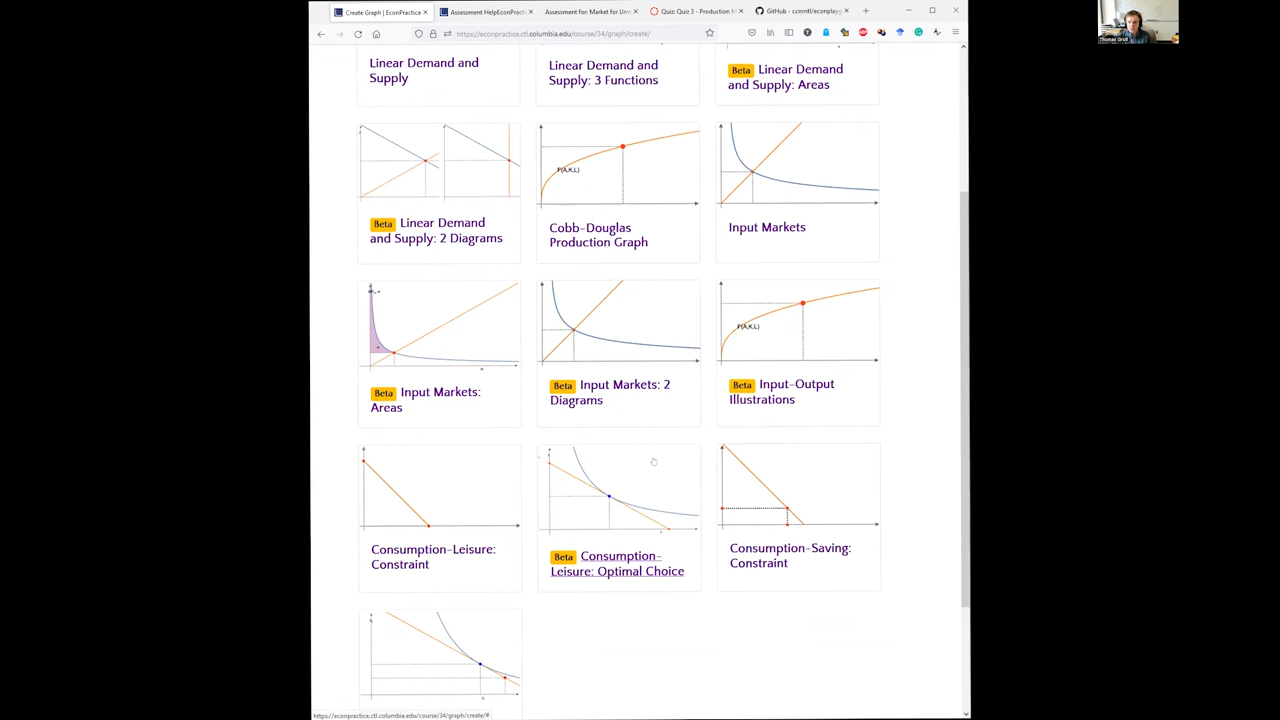 Create Graph | EconPractice
Assessment HelpEconPractic
Assessment for: Market for Um
Quiz: Quiz 3 - Production M
GitHub - ccnmtl/econplayg
https://econpractice.ctl.columbia.edu/course/34/graph/create/
Thomas Groll
Linear Demand and
Supply
Linear Demand and
Supply: 3 Functions
Beta Linear Demand
and Supply: Areas
F(A,K,L)
Beta Linear Demand
and Supply: 2 Diagrams
Cobb-Douglas
Production Graph
Input Markets
A
F(A,K,L)
Beta Input Markets:
Areas
Beta Input Markets: 2
Diagrams
Beta Input-Output
Illustrations
Consumption-Leisure:
Constraint
Beta Consumption-
Leisure: Optimal Choice
Consumption-Saving:
Constraint
https://econpractice.ctl.columbia.edu/course/34/graph/create/#